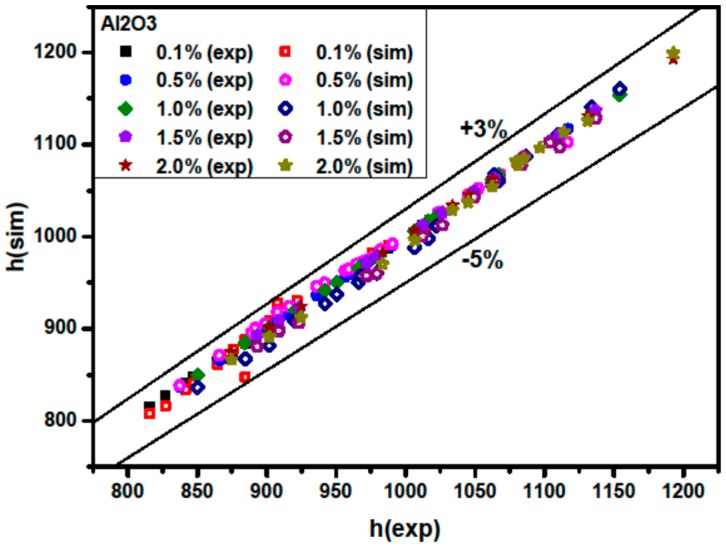 Al2O3
0.1% (exp) 0.1% (sim)
0.5% (exp) 0.5% (sim)
1.0% (exp) 1.0% (sim)
1.5% (exp) 1.5% (sim)
2.0% (exp) 2.0% (sim)
+3%
-5%
h(sim)
1200
1100
1000
900
800
800 850 900 950 1000 1050 1100 1150 1200
h(exp)